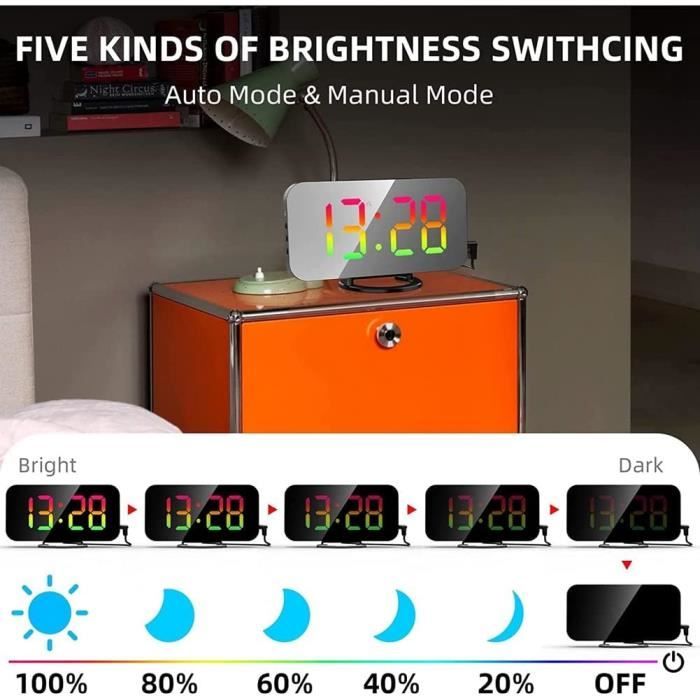 FIVE KINDS OF BRIGHTNESS SWITHCING
Auto Mode & Manual Mode
Night Circus
13:28
Bright
Dark
13:28 13:28 13:28 13:28 13:28
100% 80% 60% 40% 20% OFF